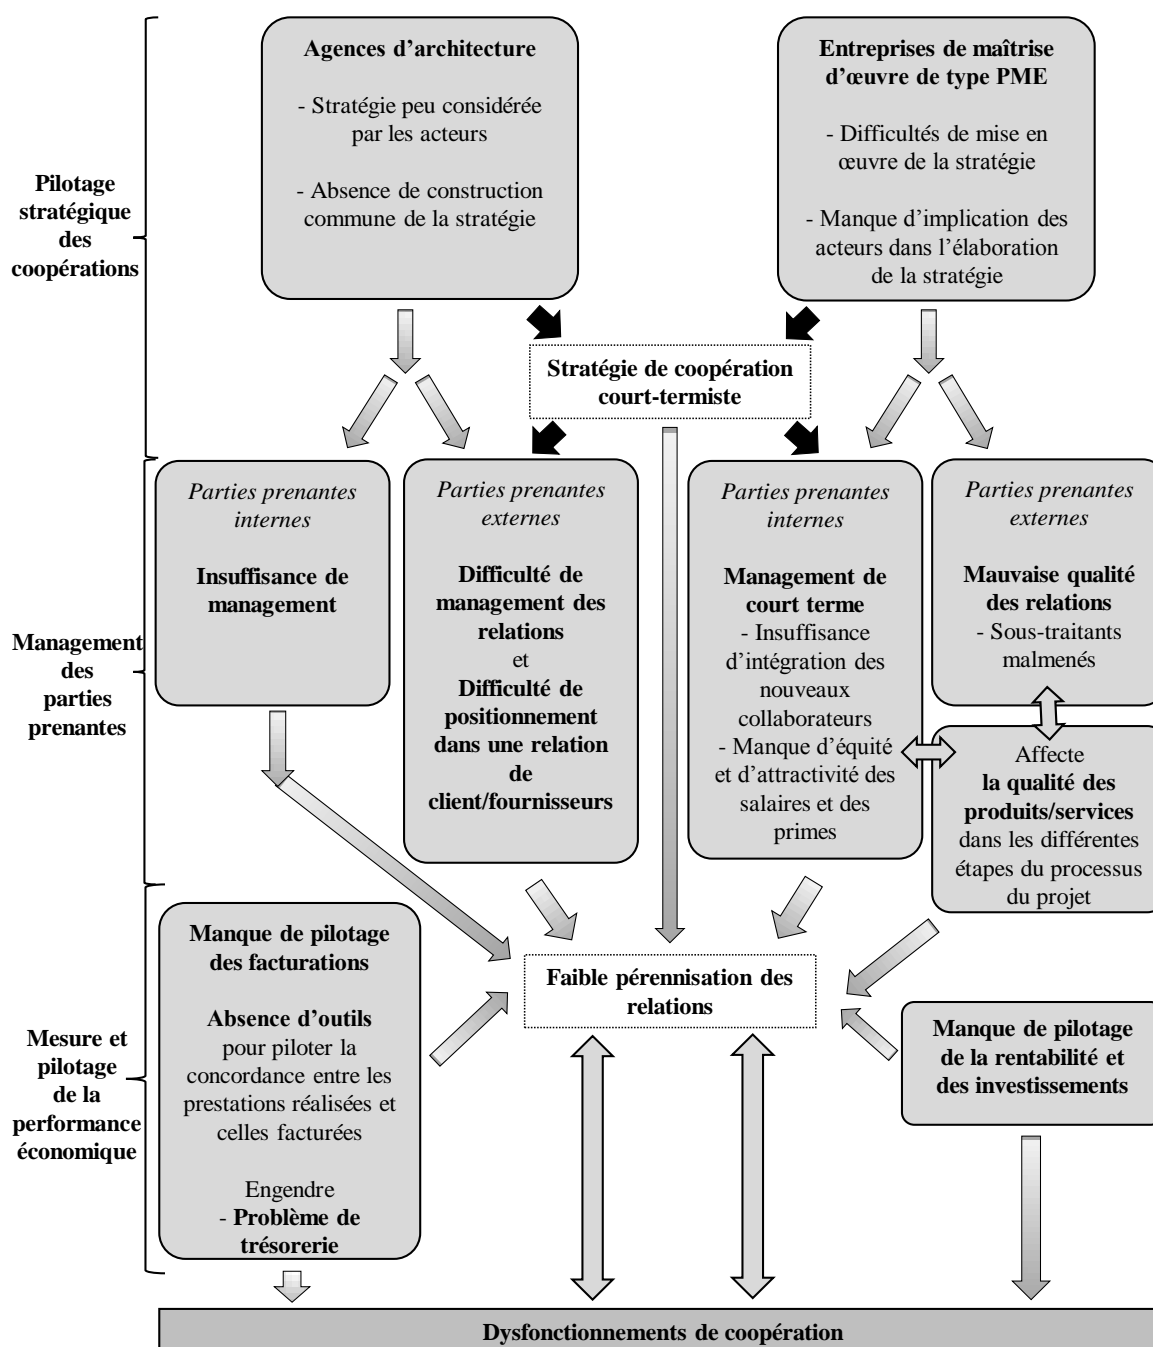 Agences d’architecture
- Stratégie peu considérée
par les acteurs
- Absence de construction
commune de la stratégie
Entreprises de maîtrise
d’œuvre de type PME
- Difficultés de mise en
œuvre de la stratégie
- Manque d’implication des
acteurs dans l’élaboration
de la stratégie
Pilotage
stratégique
des
coopérations
Stratégie de coopération
court-termiste
Management
des
parties
prenantes
Parties prenantes
internes
Insuffisance de
management
Parties prenantes
externes
Difficulté de
management des
relations
et
Difficulté de
positionnement
dans une relation
de
client/fournisseurs
Parties prenantes
internes
Management de
court terme
- Insuffisance
d’intégration des
nouveaux
collaborateurs
- Manque d’équité
et d’attractivité des
salaires et des
primes
Parties prenantes
externes
Mauvaise qualité
des relations
- Sous-traitants
malmenés
Affecte
la qualité des
produits/services
dans les différentes
étapes du processus
du projet
Mesure et
pilotage
de la
performance
économique
Manque de pilotage
des facturations
Absence d’outils
pour piloter la
concordance entre les
prestations réalisées et
celles facturées
Engendre
- Problème de
trésorerie
Faible pérennisation des
relations
Manque de pilotage
de la rentabilité et
des investissements
Dysfonctionnements de coopération